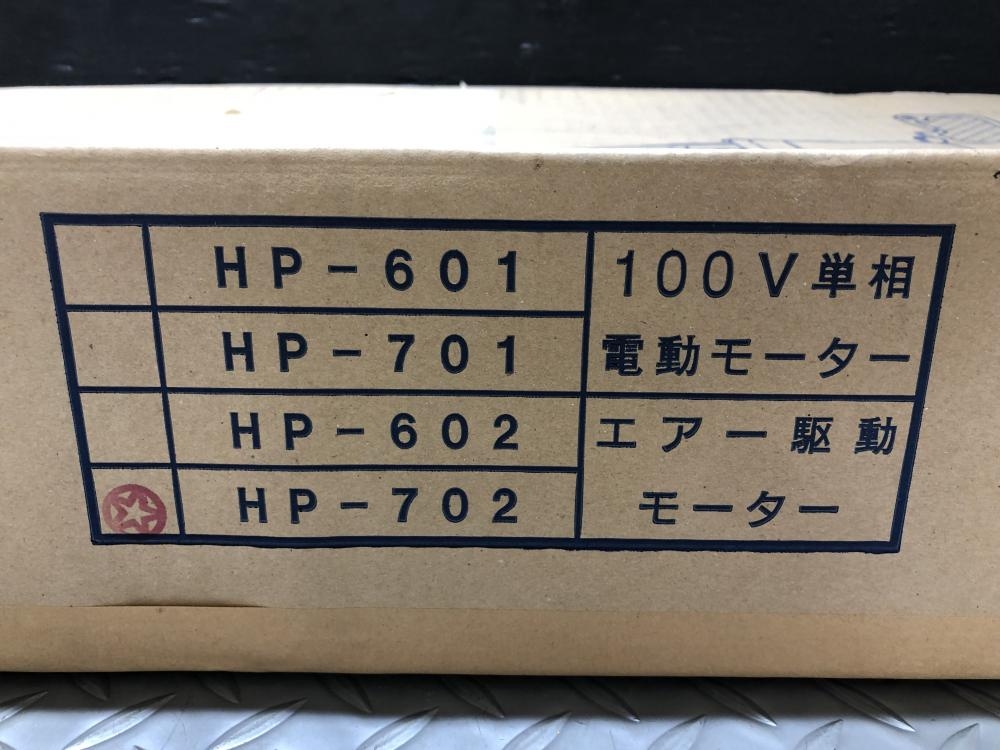 HP-601
100V単相
HP-701
電動モーター
HP-602
エアー駆動
HP-702
モーター